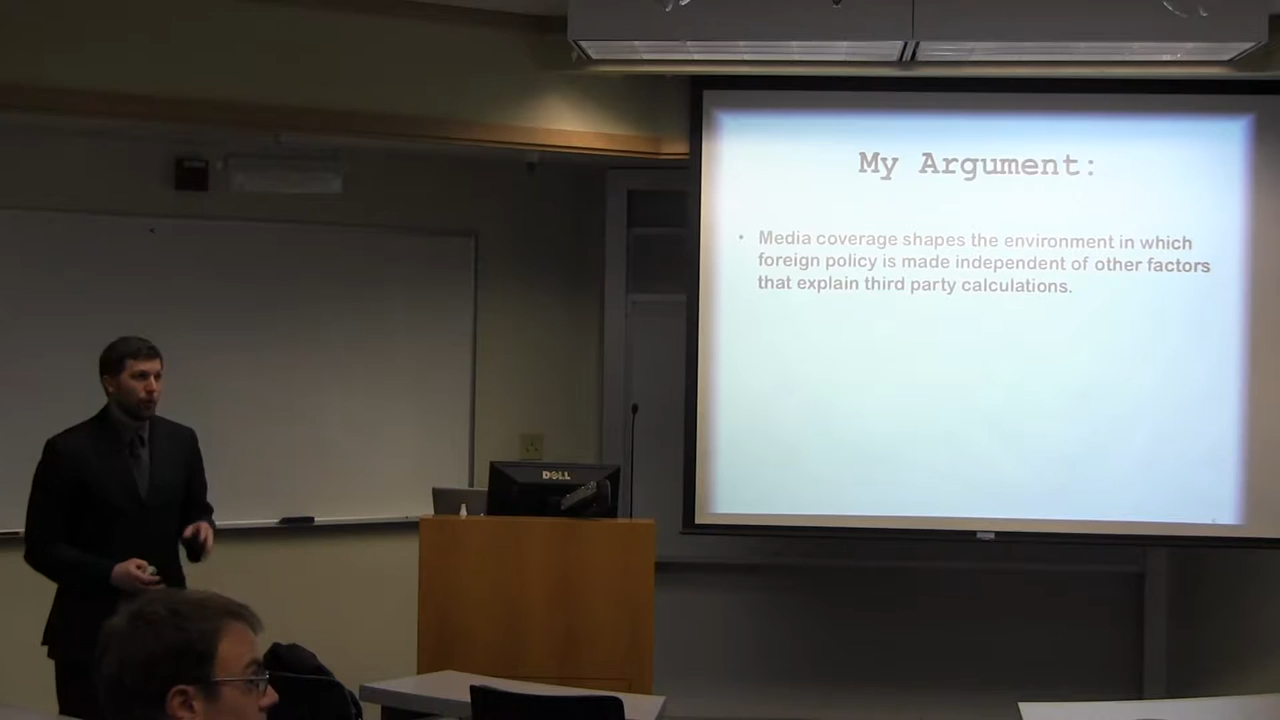 My Argument:
• Media coverage shapes the environment in which
foreign policy is made independent of other factors
that explain third party calculations.
DELL